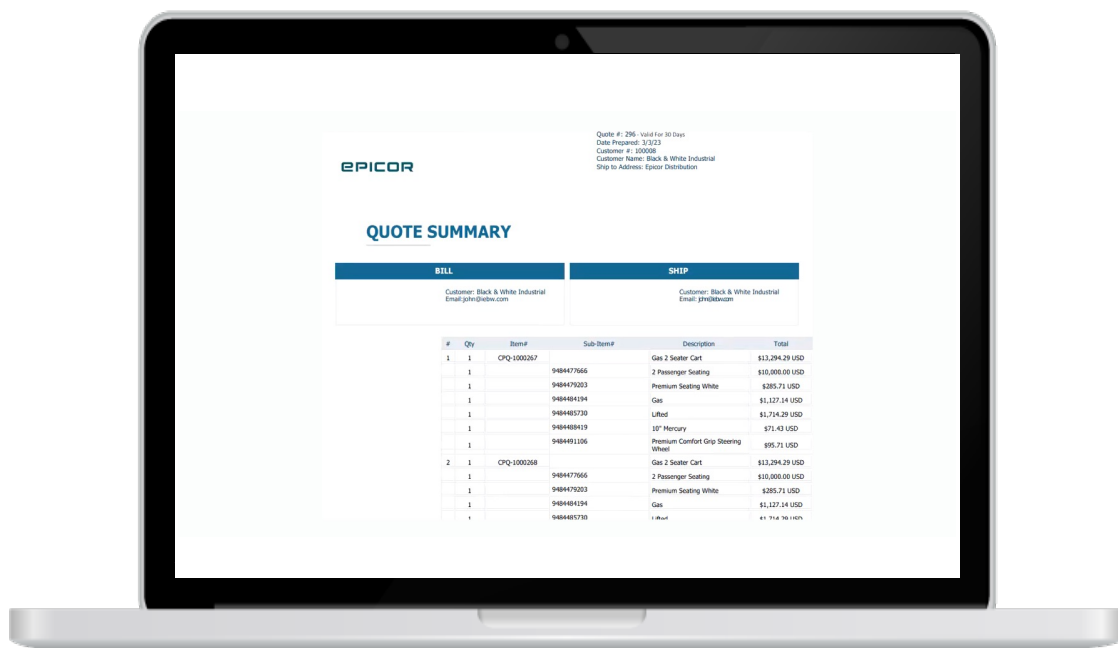 Quote #: 296 - Valid For 30 Days
Date Prepared: 3/3/23
Customer #: 100008
Customer Name: Black & White Industrial
Ship to Address: Epicor Distribution
EPICOR
QUOTE SUMMARY
BILL SHIP
Customer: Black & White Industrial Customer: Black & White Industrial
Email:john@iebw.com Email: john@iebw.com
# Qty Item# Sub-Item# Description Total
1 1 CPQ-1000267 Gas 2 Seater Cart $13,294.29 USD
1 9484477666 2 Passenger Seating $10,000.00 USD
1 9484479203 Premium Seating White $285.71 USD
1 9484484194 Gas $1,127.14 USD
1 9484485730 Lifted $1,714.29 USD
1 9484488419 10" Mercury $71.43 USD
1 9484491106 Premium Comfort Grip Steering Wheel $95.71 USD
2 1 CPQ-1000268 Gas 2 Seater Cart $13,294.29 USD
1 9484477666 2 Passenger Seating $10,000.00 USD
1 9484479203 Premium Seating White $285.71 USD
1 9484484194 Gas $1,127.14 USD
1 9484485730 Lifted $1,714.29 USD